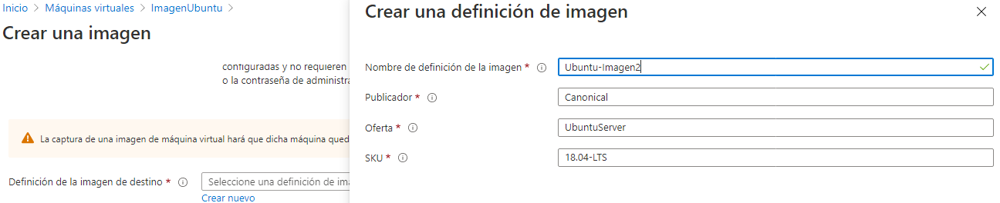 Inicio > Máquinas virtuales > ImagenUbuntu >
Crear una imagen
configuradas y no requieren
o la contraseña de administra
La captura de una imagen de máquina virtual hará que dicha máquina qued
Definición de la imagen de destino *
Seleccione una definición de ima
Crear nuevo
Crear una definición de imagen
Nombre de definición de la imagen * Ubuntu-Imagen2
Publicador * Canonical
Oferta * UbuntuServer
SKU * 18.04-LTS